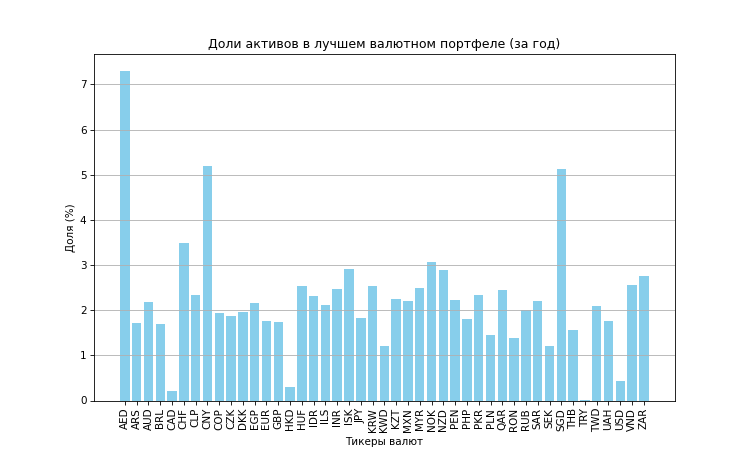 Доли активов в лучшем валютном портфеле (за год)
Доля (%)
7
6
5
4
3
2
1
0
AED ARS AUD BRL CAD CHF CLP CNY COP CZK DKK EGP EUR GBP HKD HUF IDR ILS INR ISK JPY KRW KWD KZT MXN MYR NOK NZD PEN PHP PKR PLN QAR RON RUB SAR SEK SGD THB TRY TWD UAH USD VND ZAR
Тикеры валют